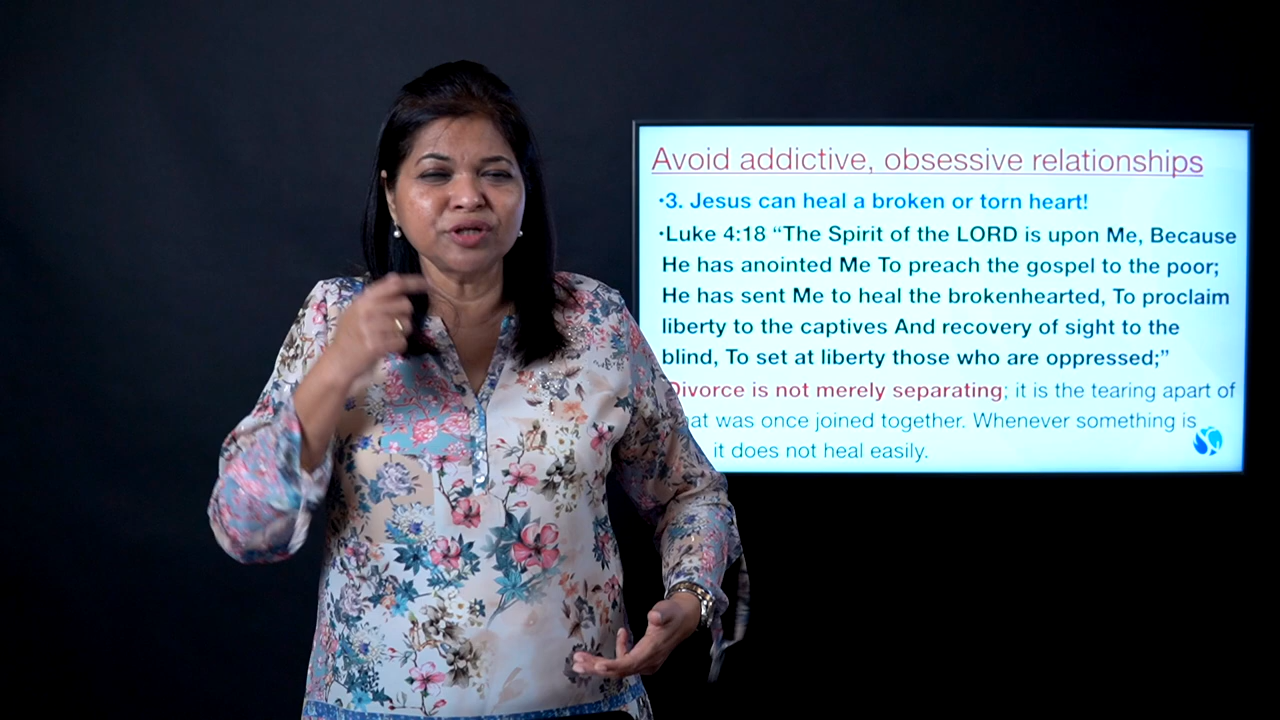 Avoid addictive, obsessive relationships
•3. Jesus can heal a broken or torn heart!
•Luke 4:18 “The Spirit of the LORD is upon Me, Because
He has anointed Me To preach the gospel to the poor;
He has sent Me to heal the brokenhearted, To proclaim
liberty to the captives And recovery of sight to the
blind, To set at liberty those who are oppressed;”
Divorce is not merely separating; it is the tearing apart of
was once joined together. Whenever something is
it does not heal easily.